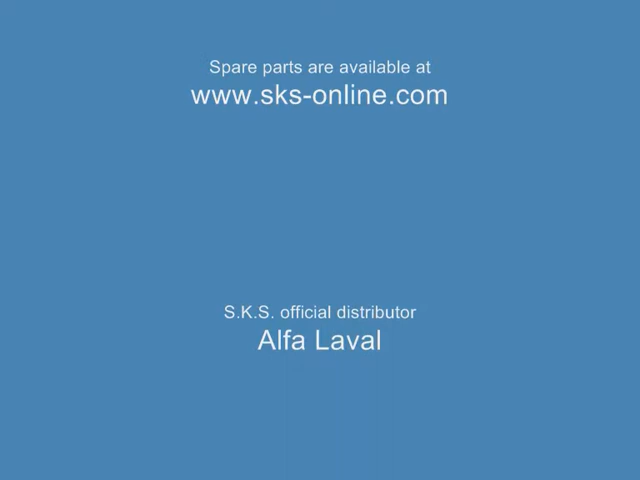 Spare parts are available at
www.sks-online.com
S.K.S. official distributor
Alfa Laval